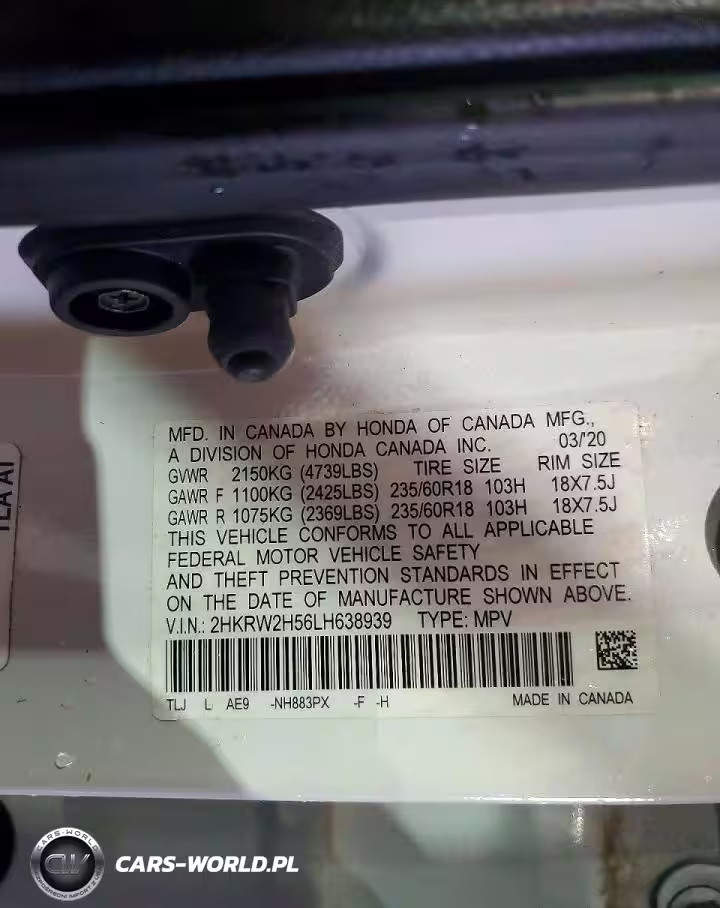 MFD. IN CANADA BY HONDA OF CANADA MFG.,
A DIVISION OF HONDA CANADA INC. 03/'20
GVWR 2150KG (4739LBS) TIRE SIZE RIM SIZE
GAWR F 1100KG (2425LBS) 235/60R18 103H 18X7.5J
GAWR R 1075KG (2369LBS) 235/60R18 103H 18X7.5J
THIS VEHICLE CONFORMS TO ALL APPLICABLE
FEDERAL MOTOR VEHICLE SAFETY
AND THEFT PREVENTION STANDARDS IN EFFECT
ON THE DATE OF MANUFACTURE SHOWN ABOVE.
V.I.N.: 2HKRW2H56LH638939 TYPE: MPV
TLJ L AE9 -NH883PX -F -H MADE IN CANADA
CARS-WORLD
CW
CARS-WORLD.PL